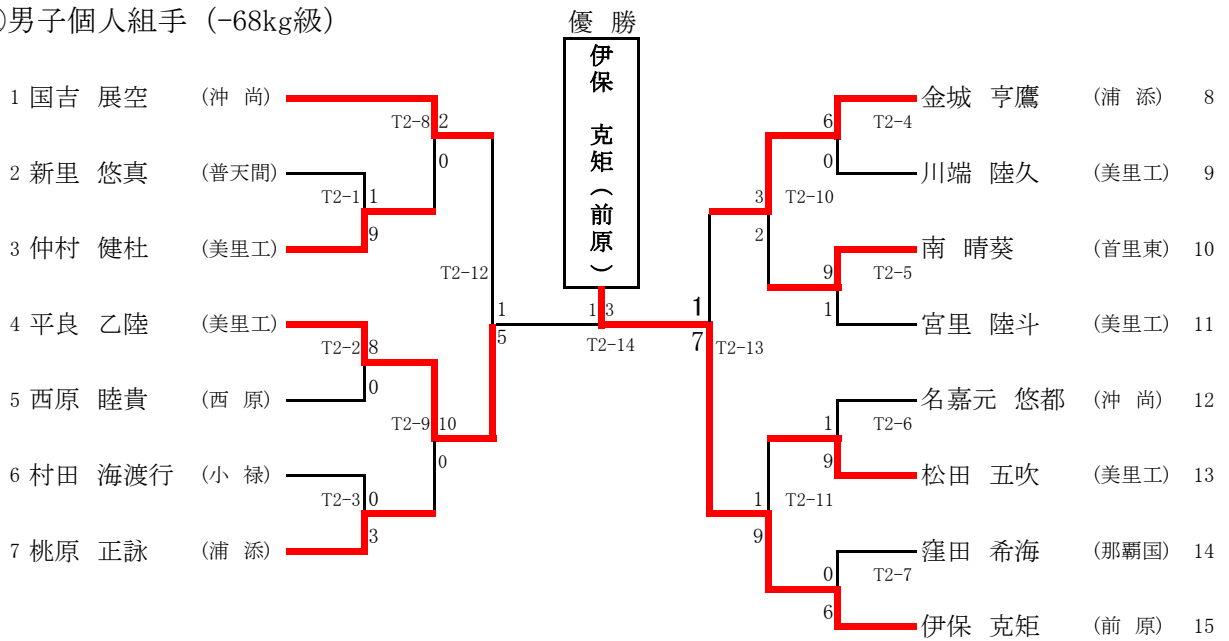 男子個人組手 (-68kg級)
優 勝
伊保 克矩(前原)
1 国吉 展空 (沖 尚)
2 新里 悠真 (普天間)
3 仲村 健杜 (美里工)
4 平良 乙陸 (美里工)
5 西原 睦貴 (西 原)
6 村田 海渡行 (小 禄)
7 桃原 正詠 (浦 添)
T2-8 2
0
T2-1 1
9
T2-12
1
5
T2-2 8
0
T2-9 10
0
T2-3 0
3
1 3
T2-14
1
7 T2-13
6 T2-4
0
3 T2-10
2
9 T2-5
1
1 T2-6
9
1 T2-11
9
0 T2-7
6
金城 亨鷹 (浦 添) 8
川端 陸久 (美里工) 9
南 晴葵 (首里東) 10
宮里 陸斗 (美里工) 11
名嘉元 悠都 (沖 尚) 12
松田 五吹 (美里工) 13
窪田 希海 (那覇国) 14
伊保 克矩 (前 原) 15